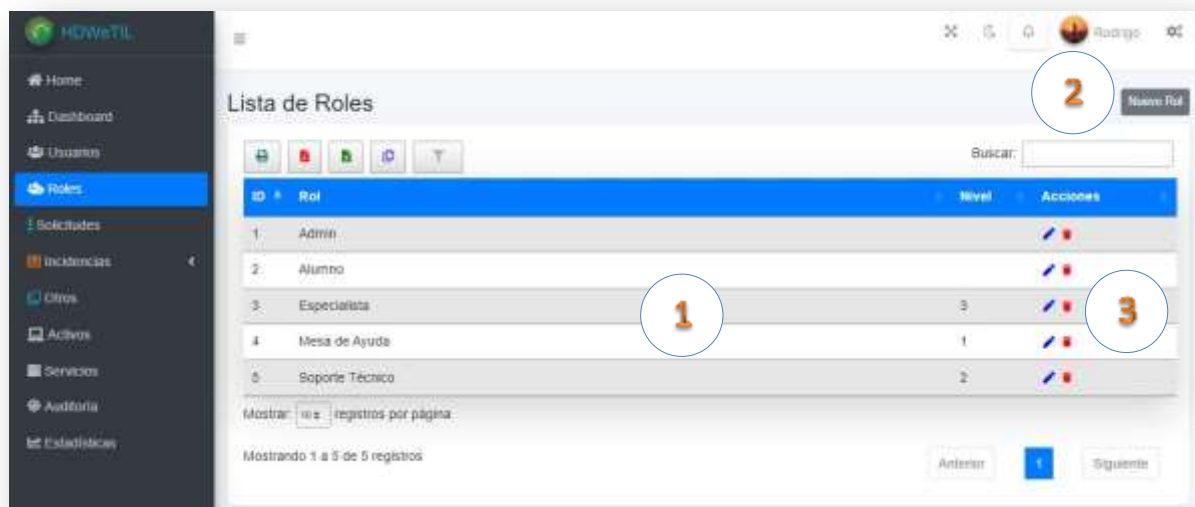 HDWeTIL
Rodrigo
Home
Dashboard
Usuarios
Roles
Solicitudes
Incidencias
Otros
Activos
Servicios
Auditoria
Estadísticas
Lista de Roles
2
Nuevo Rol
Buscar:
ID Rol Nivel Acciones
1 Admin
2 Alumno
3 Especialista 3
4 Mesa de Ayuda 1
5 Soporte Técnico 2
1
3
Mostrar 10 registros por página
Mostrando 1 a 5 de 5 registros
Anterior 1 Siguiente